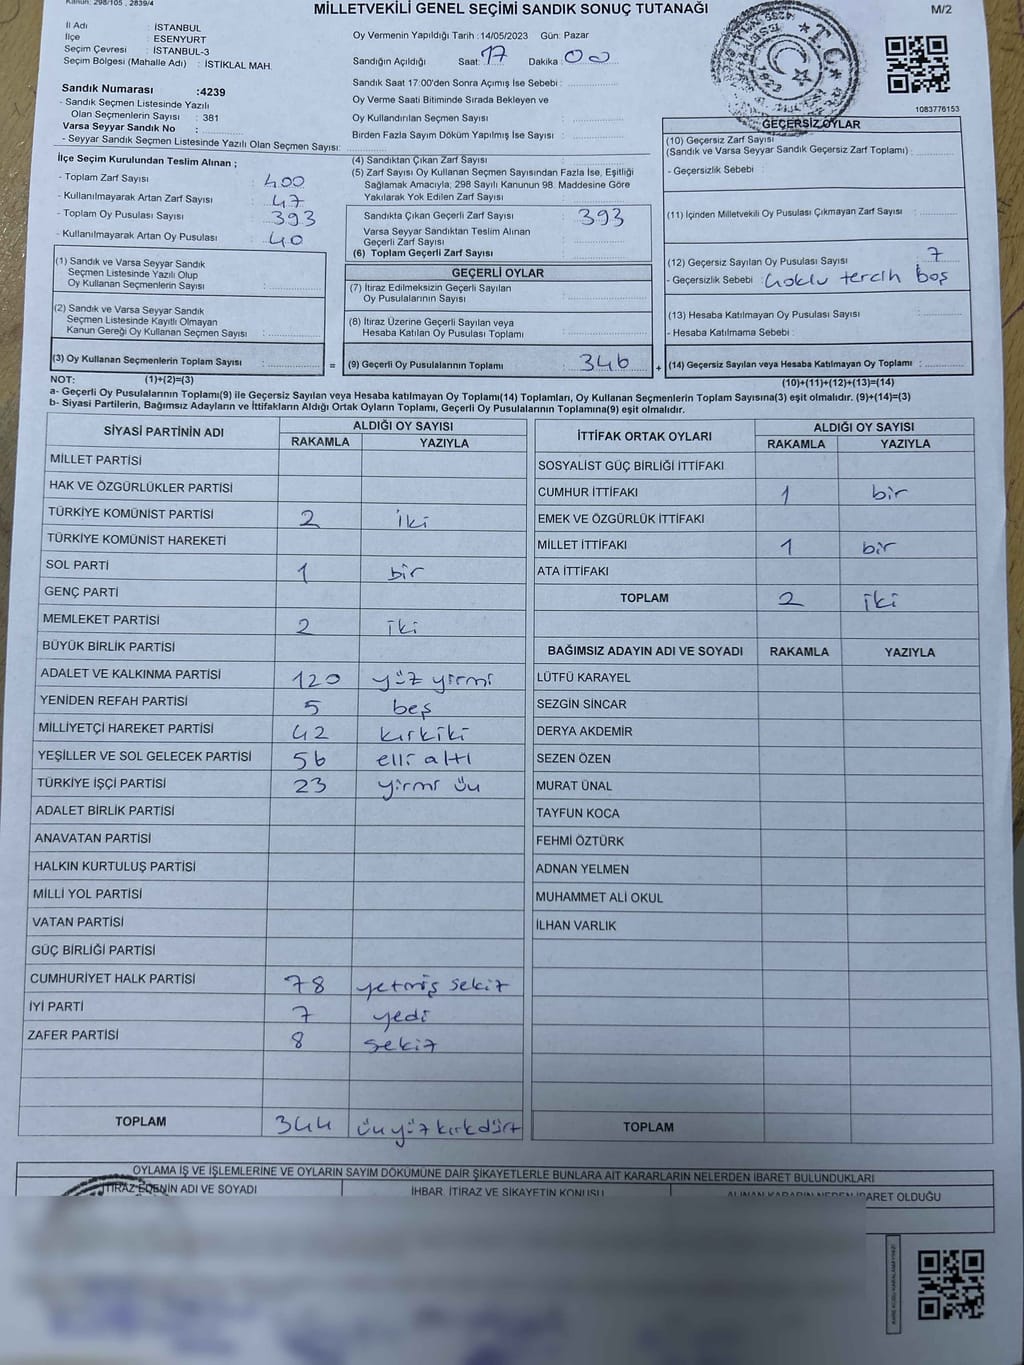 Kanun: 298/105 , 2839/4
MİLLETVEKİLİ GENEL SEÇİMİ SANDIK SONUÇ TUTANAĞI
M/2
İl Adı : İSTANBUL
İlçe : ESENYURT
Seçim Çevresi : İSTANBUL-3
Seçim Bölgesi (Mahalle Adı) : İSTİKLAL MAH.
Sandık Numarası :4239
- Sandık Seçmen Listesinde Yazılı
Olan Seçmenlerin Sayısı : 381
Varsa Seyyar Sandık No :
- Seyyar Sandık Seçmen Listesinde Yazılı Olan Seçmen Sayısı:
Oy Vermenin Yapıldığı Tarih :14/05/2023 Gün: Pazar
Sandığın Açıldığı Saat: 17 Dakika : 00
Sandık Saat 17:00'den Sonra Açımış İse Sebebi :
Oy Verme Saati Bitiminde Sırada Bekleyen ve
Oy Kullandırılan Seçmen Sayısı :
Birden Fazla Sayım Döküm Yapılmış İse Sayısı :
T.C.
1083776153
İlçe Seçim Kurulundan Teslim Alınan ;
- Toplam Zarf Sayısı : 400
- Kullanılmayarak Artan Zarf Sayısı : 47
- Toplam Oy Pusulası Sayısı : 393
- Kullanılmayarak Artan Oy Pusulası : 40
(1) Sandık ve Varsa Seyyar Sandık
Seçmen Listesinde Yazılı Olup
Oy Kullanan Seçmenlerin Sayısı :
(2) Sandık ve Varsa Seyyar Sandık
Seçmen Listesinde Kayıtlı Olmayan
Kanun Gereği Oy Kullanan Seçmen Sayısı :
(3) Oy Kullanan Seçmenlerin Toplam Sayısı : =
(4) Sandıktan Çıkan Zarf Sayısı :
(5) Zarf Sayısı Oy Kullanan Seçmen Sayısından Fazla İse, Eşitliği
Sağlamak Amacıyla; 298 Sayılı Kanunun 98. Maddesine Göre
Yakılarak Yok Edilen Zarf Sayısı :
Sandıkta Çıkan Geçerli Zarf Sayısı : 393
Varsa Seyyar Sandıktan Teslim Alınan
Geçerli Zarf Sayısı :
(6) Toplam Geçerli Zarf Sayısı :
GEÇERLİ OYLAR
(7) İtiraz Edilmeksizin Geçerli Sayılan
Oy Pusulalarının Sayısı :
(8) İtiraz Üzerine Geçerli Sayılan veya
Hesaba Katılan Oy Pusulası Toplamı :
(9) Geçerli Oy Pusulalarının Toplamı : 346 +
GEÇERSİZ OYLAR
(10) Geçersiz Zarf Sayısı
(Sandık ve Varsa Seyyar Sandık Geçersiz Zarf Toplamı) :
- Geçersizlik Sebebi :
(11) İçinden Milletvekili Oy Pusulası Çıkmayan Zarf Sayısı :
(12) Geçersiz Sayılan Oy Pusulası Sayısı : 7
- Geçersizlik Sebebi : Çoklu tercih boş
(13) Hesaba Katılmayan Oy Pusulası Sayısı :
- Hesaba Katılmama Sebebi :
(14) Geçersiz Sayılan veya Hesaba Katılmayan Oy Toplamı :
NOT: (1)+(2)=(3)
(10)+(11)+(12)+(13)=(14)
a- Geçerli Oy Pusulalarının Toplamı(9) ile Geçersiz Sayılan veya Hesaba katılmayan Oy Toplamı(14) Toplamları, Oy Kullanan Seçmenlerin Toplam Sayısına(3) eşit olmalıdır. (9)+(14)=(3)
b- Siyasi Partilerin, Bağımsız Adayların ve İttifakların Aldığı Ortak Oyların Toplamı, Geçerli Oy Pusulalarının Toplamına(9) eşit olmalıdır.
SİYASİ PARTİNİN ADI ALDIĞI OY SAYISI
RAKAMLA YAZIYLA
MİLLET PARTİSİ
HAK VE ÖZGÜRLÜKLER PARTİSİ
TÜRKİYE KOMÜNİST PARTİSİ 2 iki
TÜRKİYE KOMÜNİST HAREKETİ
SOL PARTİ 1 bir
GENÇ PARTİ
MEMLEKET PARTİSİ 2 iki
BÜYÜK BİRLİK PARTİSİ
ADALET VE KALKINMA PARTİSİ 120 yüz yirmi
YENİDEN REFAH PARTİSİ 5 beş
MİLLİYETÇİ HAREKET PARTİSİ 42 kırkiki
YEŞİLLER VE SOL GELECEK PARTİSİ 56 elli altı
TÜRKİYE İŞÇİ PARTİSİ 23 yirmi üç
ADALET BİRLİK PARTİSİ
ANAVATAN PARTİSİ
HALKIN KURTULUŞ PARTİSİ
MİLLİ YOL PARTİSİ
VATAN PARTİSİ
GÜÇ BİRLİĞİ PARTİSİ
CUMHURİYET HALK PARTİSİ 78 yetmiş sekiz
İYİ PARTİ 7 yedi
ZAFER PARTİSİ 8 sekiz
TOPLAM 344 üçyüz kırkdört
İTTİFAK ORTAK OYLARI ALDIĞI OY SAYISI
RAKAMLA YAZIYLA
SOSYALİST GÜÇ BİRLİĞİ İTTİFAKI
CUMHUR İTTİFAKI 1 bir
EMEK VE ÖZGÜRLÜK İTTİFAKI
MİLLET İTTİFAKI 1 bir
ATA İTTİFAKI
TOPLAM 2 iki
BAĞIMSIZ ADAYIN ADI VE SOYADI RAKAMLA YAZIYLA
LÜTFÜ KARAYEL
SEZGİN SİNCAR
DERYA AKDEMİR
SEZEN ÖZEN
MURAT ÜNAL
TAYFUN KOCA
FEHMİ ÖZTÜRK
ADNAN YELMEN
MUHAMMET ALİ OKUL
İLHAN VARLIK
TOPLAM
OYLAMA İŞ VE İŞLEMLERİNE VE OYLARIN SAYIM DÖKÜMÜNE DAİR ŞİKAYETLERLE BUNLARA AİT KARARLARIN NELERDEN İBARET BULUNDUKLARI
İTİRAZ EDENİN ADI VE SOYADI İHBAR, İTİRAZ VE ŞİKAYETİN KONUSU ALINAN KARARIN NEDEN İBARET OLDUĞU